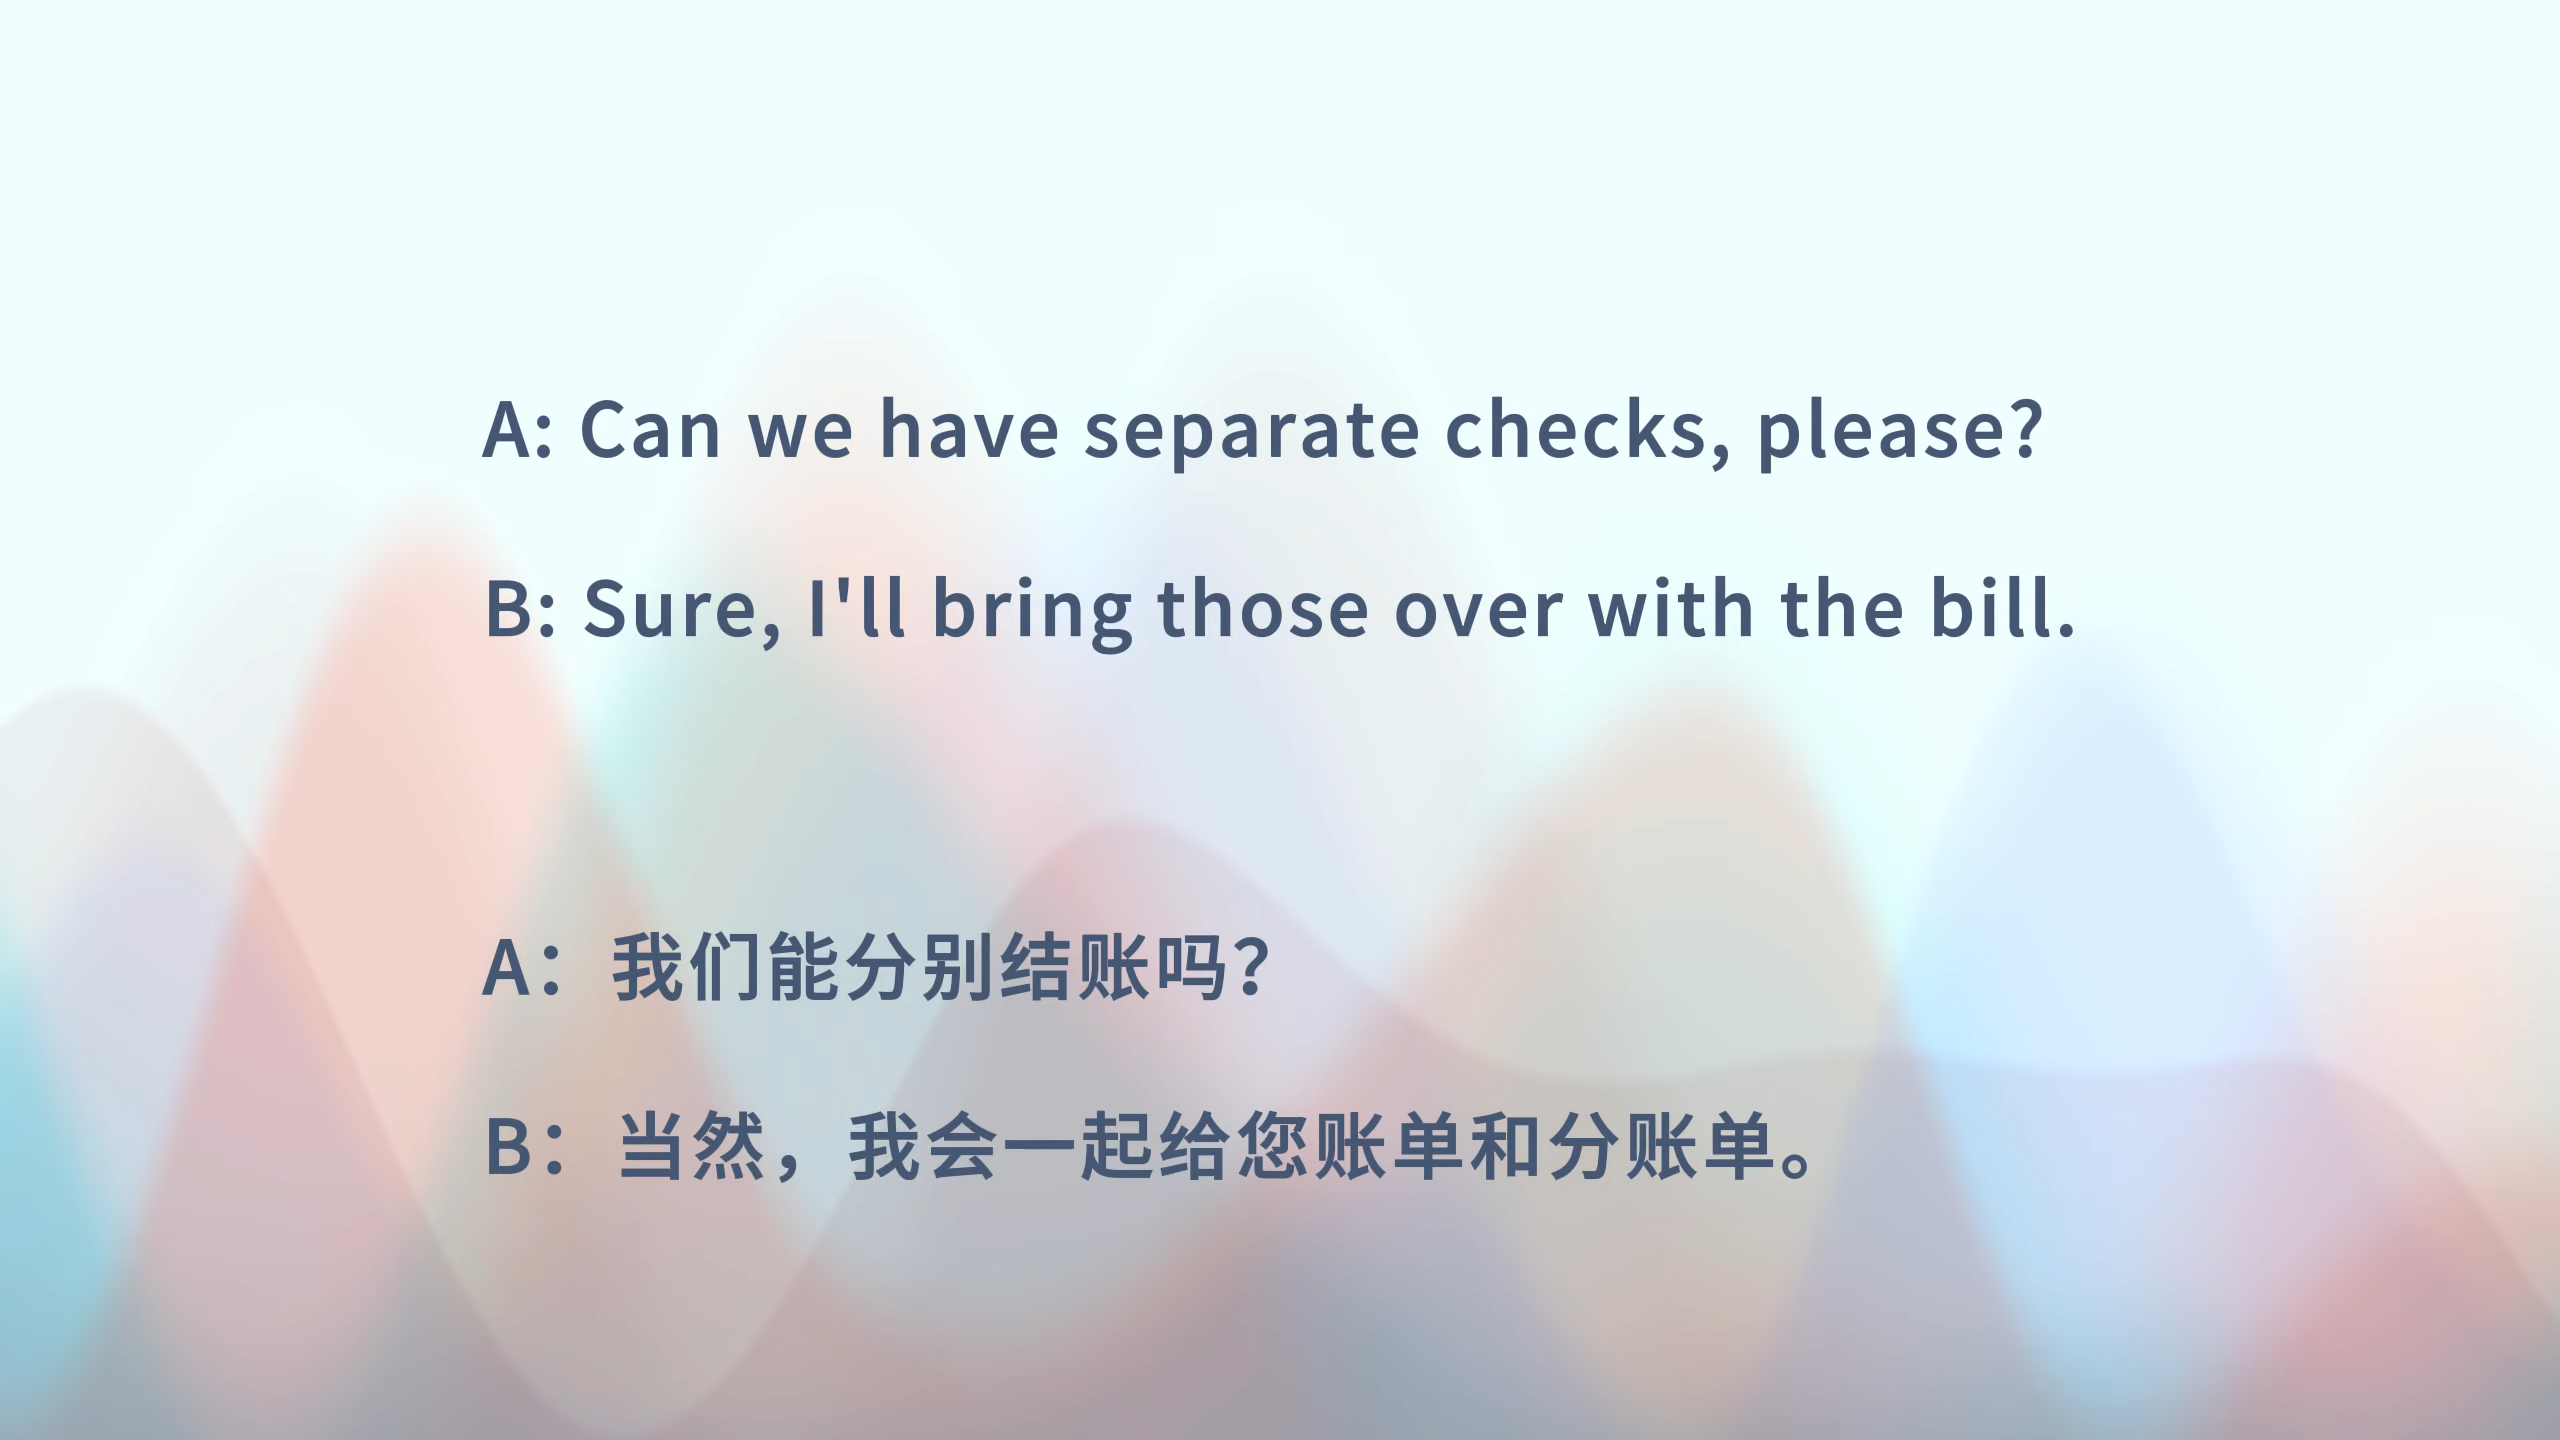 A: Can we have separate checks, please?
B: Sure, I'll bring those over with the bill.
A：我们能分别结账吗？
B：当然，我会一起给您账单和分账单。